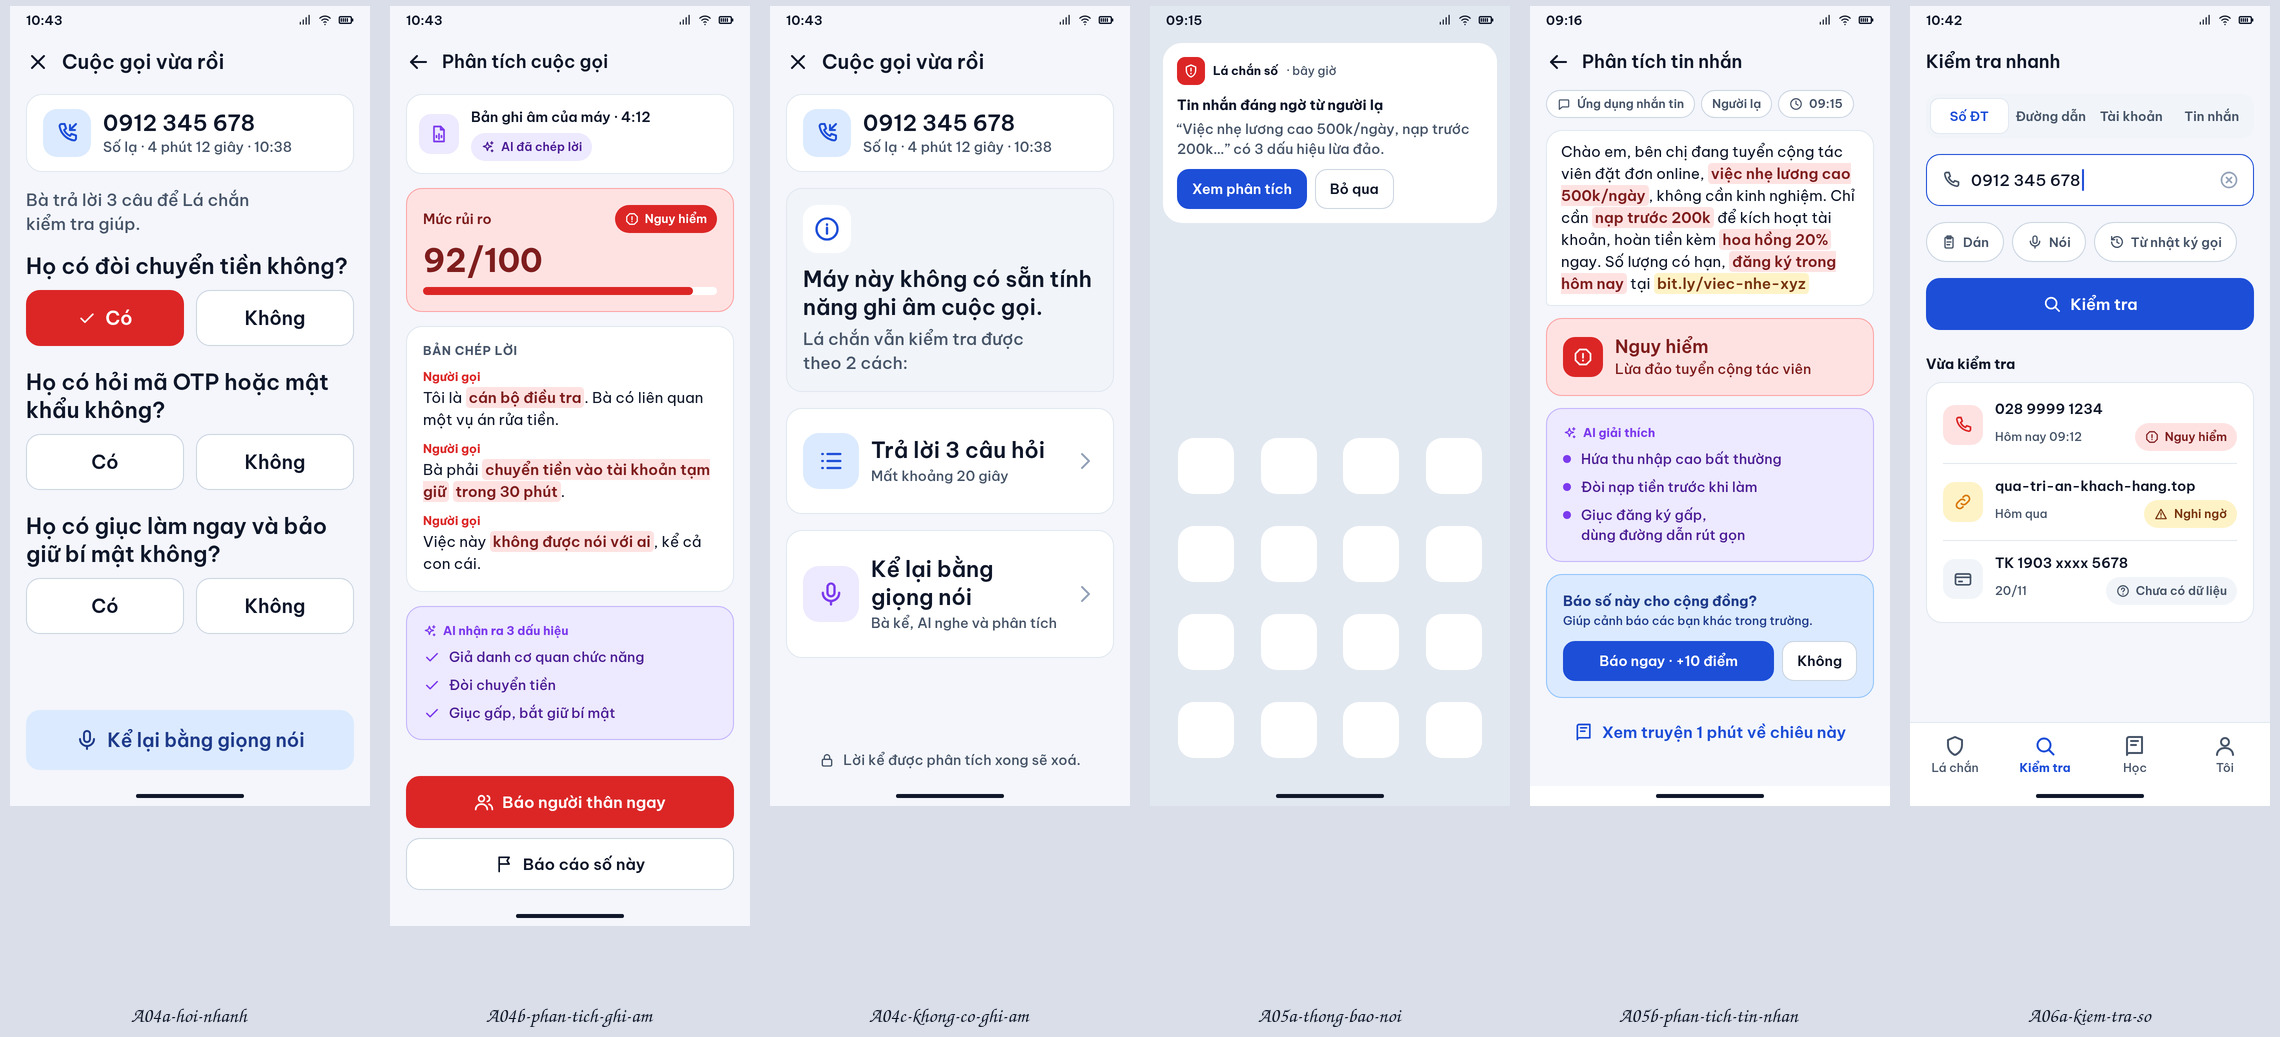 10:43
Cuộc gọi vừa rồi
0912 345 678
Số lạ · 4 phút 12 giây · 10:38
Bà trả lời 3 câu để Lá chắn
kiểm tra giúp.
Họ có đòi chuyển tiền không?
Có
Không
Họ có hỏi mã OTP hoặc mật
khẩu không?
Có
Không
Họ có giục làm ngay và bảo
giữ bí mật không?
Có
Không
Kể lại bằng giọng nói
A04a-hoi-nhanh
10:43
Phân tích cuộc gọi
Bản ghi âm của máy · 4:12
AI đã chép lời
Mức rủi ro
Nguy hiểm
92/100
BẢN CHÉP LỜI
Người gọi
Tôi là cán bộ điều tra. Bà có liên quan
một vụ án rửa tiền.
Người gọi
Bà phải chuyển tiền vào tài khoản tạm
giữ trong 30 phút.
Người gọi
Việc này không được nói với ai, kể cả
con cái.
AI nhận ra 3 dấu hiệu
Giả danh cơ quan chức năng
Đòi chuyển tiền
Giục gấp, bắt giữ bí mật
Báo người thân ngay
Báo cáo số này
A04b-phan-tich-ghi-am
10:43
Cuộc gọi vừa rồi
0912 345 678
Số lạ · 4 phút 12 giây · 10:38
Máy này không có sẵn tính
năng ghi âm cuộc gọi.
Lá chắn vẫn kiểm tra được
theo 2 cách:
Trả lời 3 câu hỏi
Mất khoảng 20 giây
Kể lại bằng
giọng nói
Bà kể, AI nghe và phân tích
Lời kể được phân tích xong sẽ xoá.
A04c-khong-co-ghi-am
09:15
Lá chắn số · bây giờ
Tin nhắn đáng ngờ từ người lạ
“Việc nhẹ lương cao 500k/ngày, nạp trước
200k...” có 3 dấu hiệu lừa đảo.
Xem phân tích
Bỏ qua
A05a-thong-bao-noi
09:16
Phân tích tin nhắn
Ứng dụng nhắn tin
Người lạ
09:15
Chào em, bên chị đang tuyển cộng tác
viên đặt đơn online, việc nhẹ lương cao
500k/ngày, không cần kinh nghiệm. Chỉ
cần nạp trước 200k để kích hoạt tài
khoản, hoàn tiền kèm hoa hồng 20%
ngay. Số lượng có hạn, đăng ký trong
hôm nay tại bit.ly/viec-nhe-xyz
Nguy hiểm
Lừa đảo tuyển cộng tác viên
AI giải thích
Hứa thu nhập cao bất thường
Đòi nạp tiền trước khi làm
Giục đăng ký gấp,
dùng đường dẫn rút gọn
Báo số này cho cộng đồng?
Giúp cảnh báo các bạn khác trong trường.
Báo ngay · +10 điểm
Không
Xem truyện 1 phút về chiêu này
A05b-phan-tich-tin-nhan
10:42
Kiểm tra nhanh
Số ĐT
Đường dẫn
Tài khoản
Tin nhắn
0912 345 678
Dán
Nói
Từ nhật ký gọi
Kiểm tra
Vừa kiểm tra
028 9999 1234
Hôm nay 09:12
Nguy hiểm
qua-tri-an-khach-hang.top
Hôm qua
Nghi ngờ
TK 1903 xxxx 5678
20/11
Chưa có dữ liệu
Lá chắn
Kiểm tra
Học
Tôi
A06a-kiem-tra-so